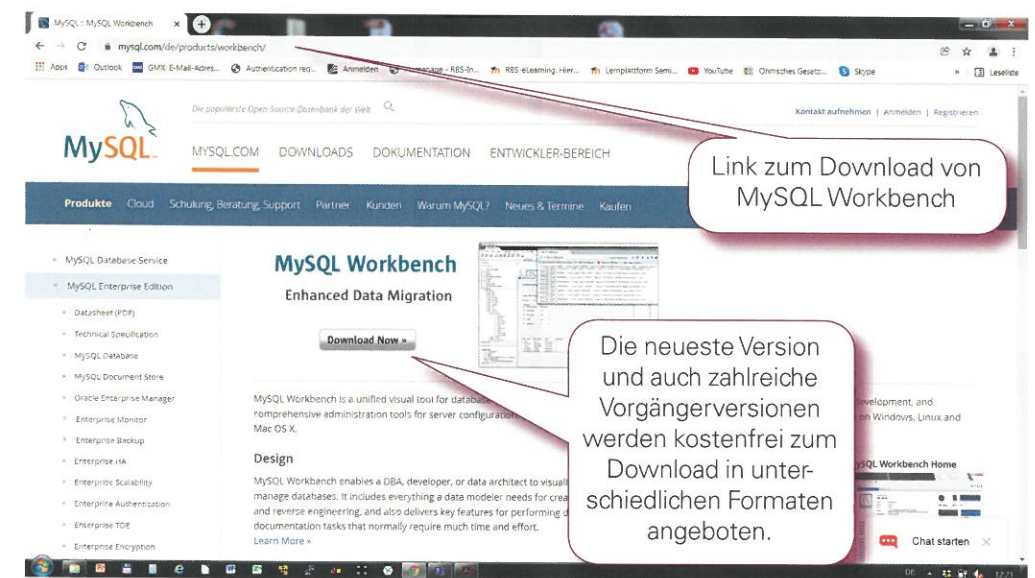 MySQL :: MySQL Workbench
mysql.com/de/products/workbench/
Apps Outlook GMX: E-Mail-Adres... Authentication req... Anmelden - RBS-In... RBS-eLearning: Hier... Lernplattform Semi... YouTube Ohmsches Gesetz:... Skype » Leseliste
Die populärste Open-Source-Datenbank der Welt
Kontakt aufnehmen | Anmelden | Registrieren
MySQL
MYSQL.COM DOWNLOADS DOKUMENTATION ENTWICKLER-BEREICH
Link zum Download von
MySQL Workbench
Produkte Cloud Schulung, Beratung, Support Partner Kunden Warum MySQL? Neues & Termine Kaufen
MySQL Database Service
MySQL Enterprise Edition
Datasheet (PDF)
Technical Specification
MySQL Database
MySQL Document Store
Oracle Enterprise Manager
Enterprise Monitor
Enterprise Backup
Enterprise HA
Enterprise Scalability
Enterprise Authentication
Enterprise TDE
Enterprise Encryption
MySQL Workbench
Enhanced Data Migration
Download Now »
Die neueste Version
und auch zahlreiche
Vorgängerversionen
werden kostenfrei zum
Download in unter-
schiedlichen Formaten
angeboten.
MySQL Workbench is a unified visual tool for database development, and
comprehensive administration tools for server configuration on Windows, Linux and
Mac OS X.
Design
MySQL Workbench enables a DBA, developer, or data architect to visuall
manage databases. It includes everything a data modeler needs for crea
and reverse engineering, and also delivers key features for performing d
documentation tasks that normally require much time and effort.
Learn More »
MySQL Workbench Home
Chat starten
DE 12:21